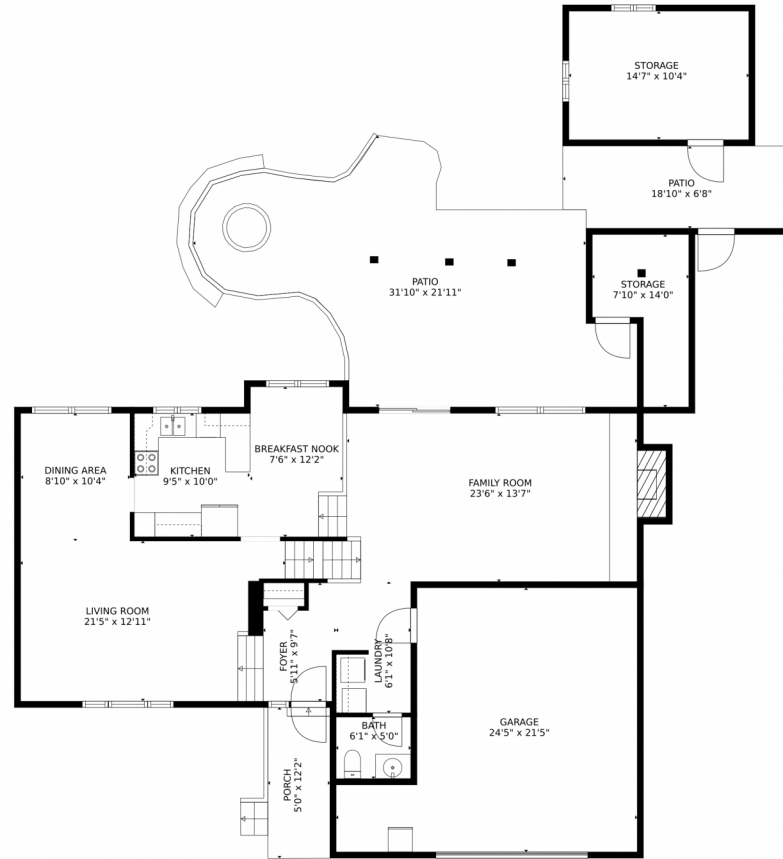 STORAGE
14'7" x 10'4"
PATIO
18'10" x 6'8"
STORAGE
7'10" x 14'0"
PATIO
31'10" x 21'11"
BREAKFAST NOOK
7'6" x 12'2"
DINING AREA
8'10" x 10'4"
KITCHEN
9'5" x 10'0"
FAMILY ROOM
23'6" x 13'7"
LIVING ROOM
21'5" x 12'11"
FOYER
5'11" x 9'7"
LAUNDRY
6'1" x 10'8"
GARAGE
24'5" x 21'5"
BATH
6'1" x 5'0"
PORCH
5'0" x 12'2"